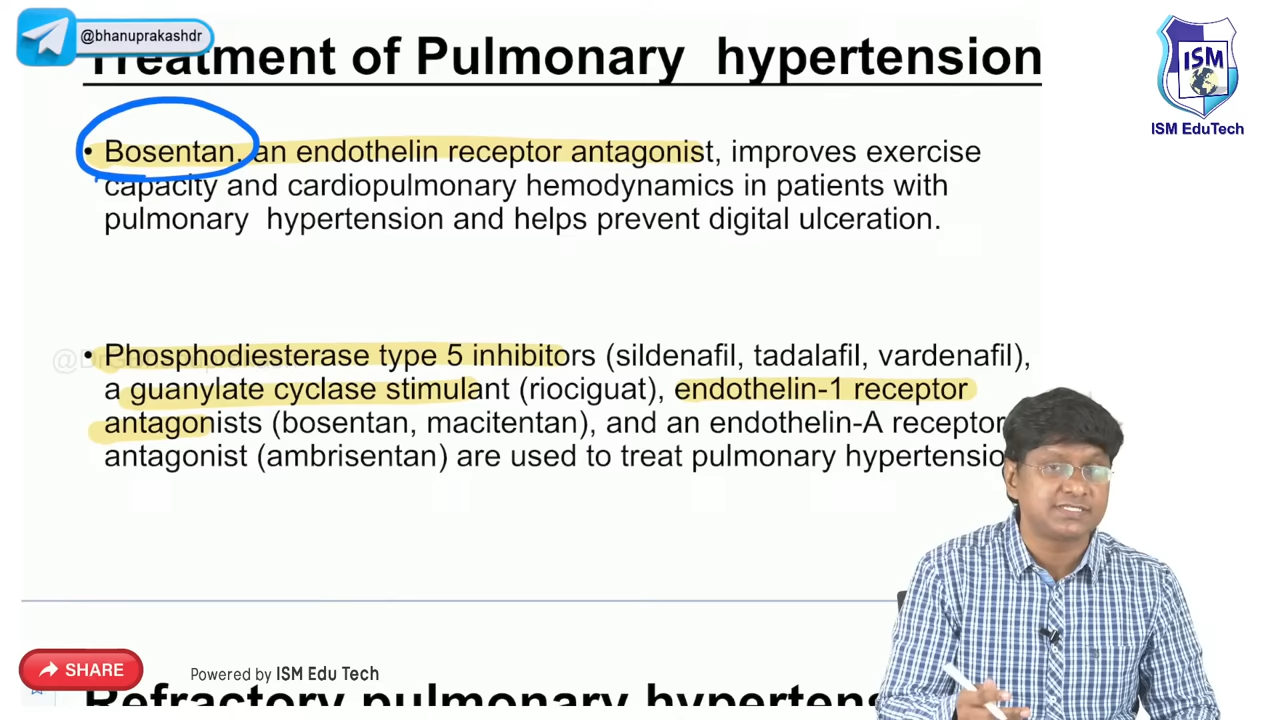 @bhanuprakashdr
Treatment of Pulmonary hypertension
ISM
ISM EduTech
• Bosentan, an endothelin receptor antagonist, improves exercise
capacity and cardiopulmonary hemodynamics in patients with
pulmonary hypertension and helps prevent digital ulceration.
• Phosphodiesterase type 5 inhibitors (sildenafil, tadalafil, vardenafil),
a guanylate cyclase stimulant (riociguat), endothelin-1 receptor
antagonists (bosentan, macitentan), and an endothelin-A receptor
antagonist (ambrisentan) are used to treat pulmonary hypertensio
SHARE
Powered by ISM Edu Tech
Refractory pulmonary hypertens